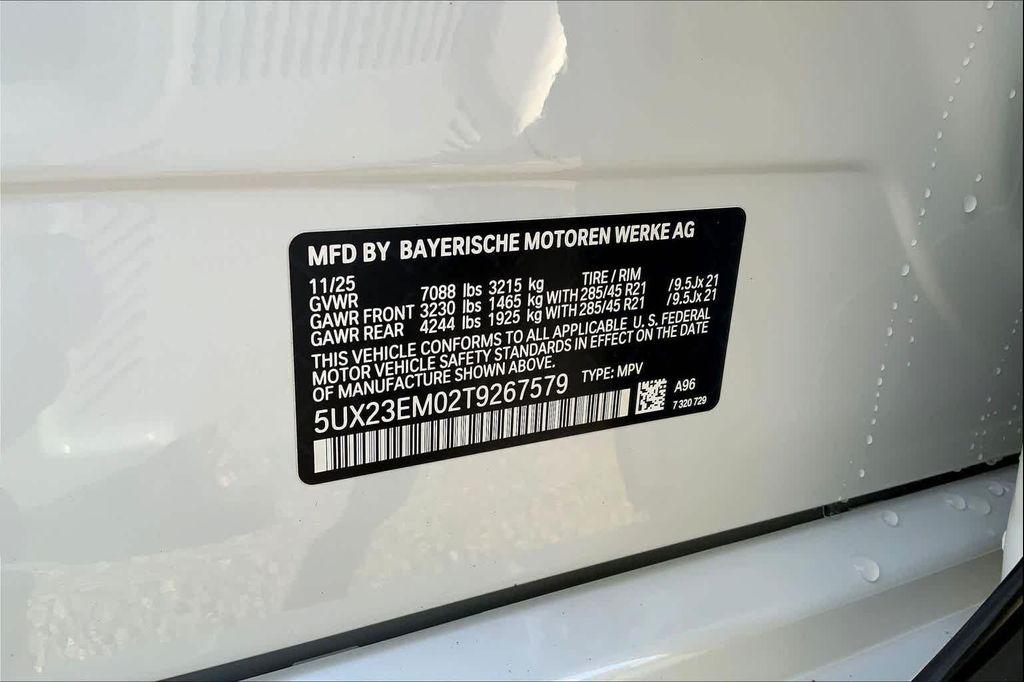 MFD BY BAYERISCHE MOTOREN WERKE AG
11/25 TIRE / RIM
GVWR 7088 lbs 3215 kg
GAWR FRONT 3230 lbs 1465 kg WITH 285/45 R21 /9.5Jx 21
GAWR REAR 4244 lbs 1925 kg WITH 285/45 R21 /9.5Jx 21
THIS VEHICLE CONFORMS TO ALL APPLICABLE U.S. FEDERAL
MOTOR VEHICLE SAFETY STANDARDS IN EFFECT ON THE DATE
OF MANUFACTURE SHOWN ABOVE.
5UX23EM02T9267579 TYPE: MPV
A96
7 320 729